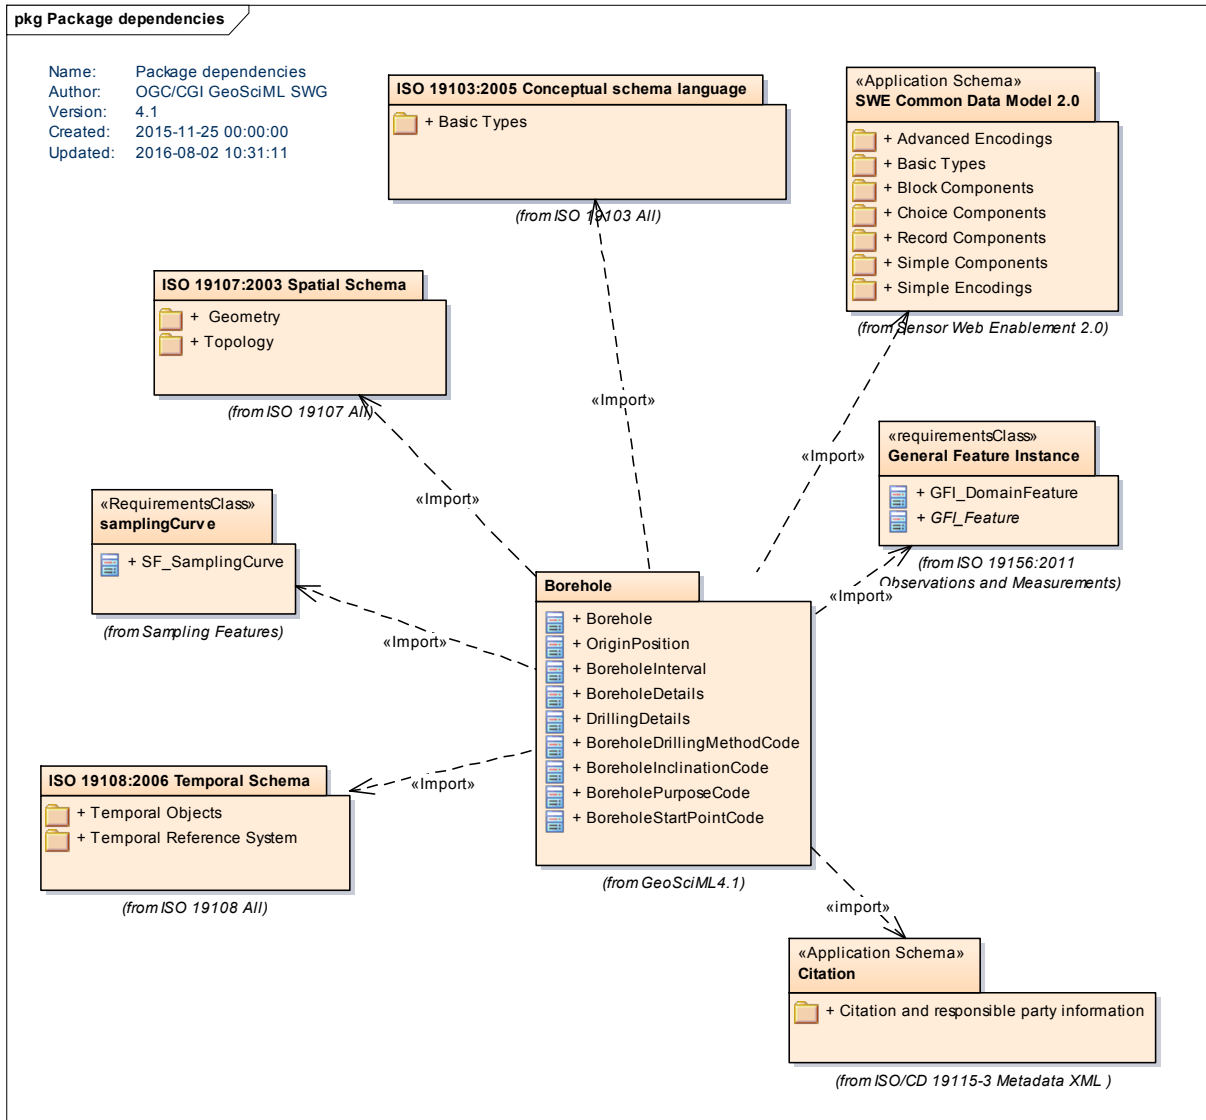 pkg Package dependencies
Name: Package dependencies
Author: OGC/CGI GeoSciML SWG
Version: 4.1
Created: 2015-11-25 00:00:00
Updated: 2016-08-02 10:31:11
ISO 19103:2005 Conceptual schema language
+ Basic Types
(from ISO 19103 All)
«Application Schema»
SWE Common Data Model 2.0
+ Advanced Encodings
+ Basic Types
+ Block Components
+ Choice Components
+ Record Components
+ Simple Components
+ Simple Encodings
(from Sensor Web Enablement 2.0)
ISO 19107:2003 Spatial Schema
+ Geometry
+ Topology
(from ISO 19107 All)
«Import»
«Import»
«Import»
«requirementsClass»
General Feature Instance
+ GFI_DomainFeature
+ GFI_Feature
(from ISO 19156:2011
Observations and Measurements)
«Import»
«RequirementsClass»
samplingCurve
+ SF_SamplingCurve
(from Sampling Features)
«Import»
Borehole
+ Borehole
+ OriginPosition
+ BoreholeInterval
+ BoreholeDetails
+ DrillingDetails
+ BoreholeDrillingMethodCode
+ BoreholeInclinationCode
+ BoreholePurposeCode
+ BoreholeStartPointCode
(from GeoSciML4.1)
«Import»
ISO 19108:2006 Temporal Schema
+ Temporal Objects
+ Temporal Reference System
(from ISO 19108 All)
«import»
«Application Schema»
Citation
+ Citation and responsible party information
(from ISO/CD 19115-3 Metadata XML )